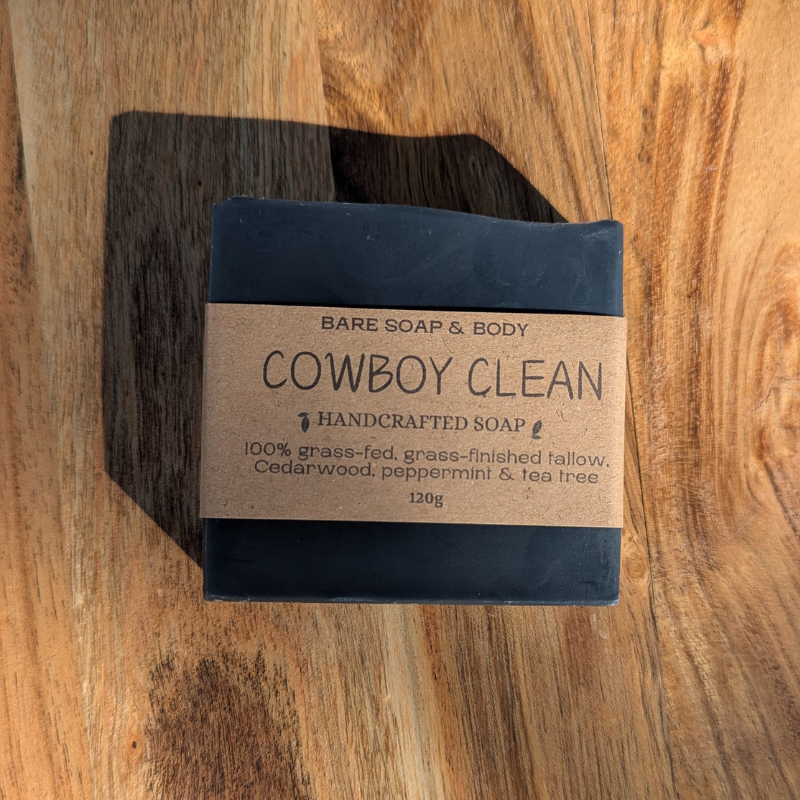 BARE SOAP & BODY
COWBOY CLEAN
HANDCRAFTED SOAP
100% grass-fed, grass-finished tallow,
Cedarwood, peppermint & tea tree
120g